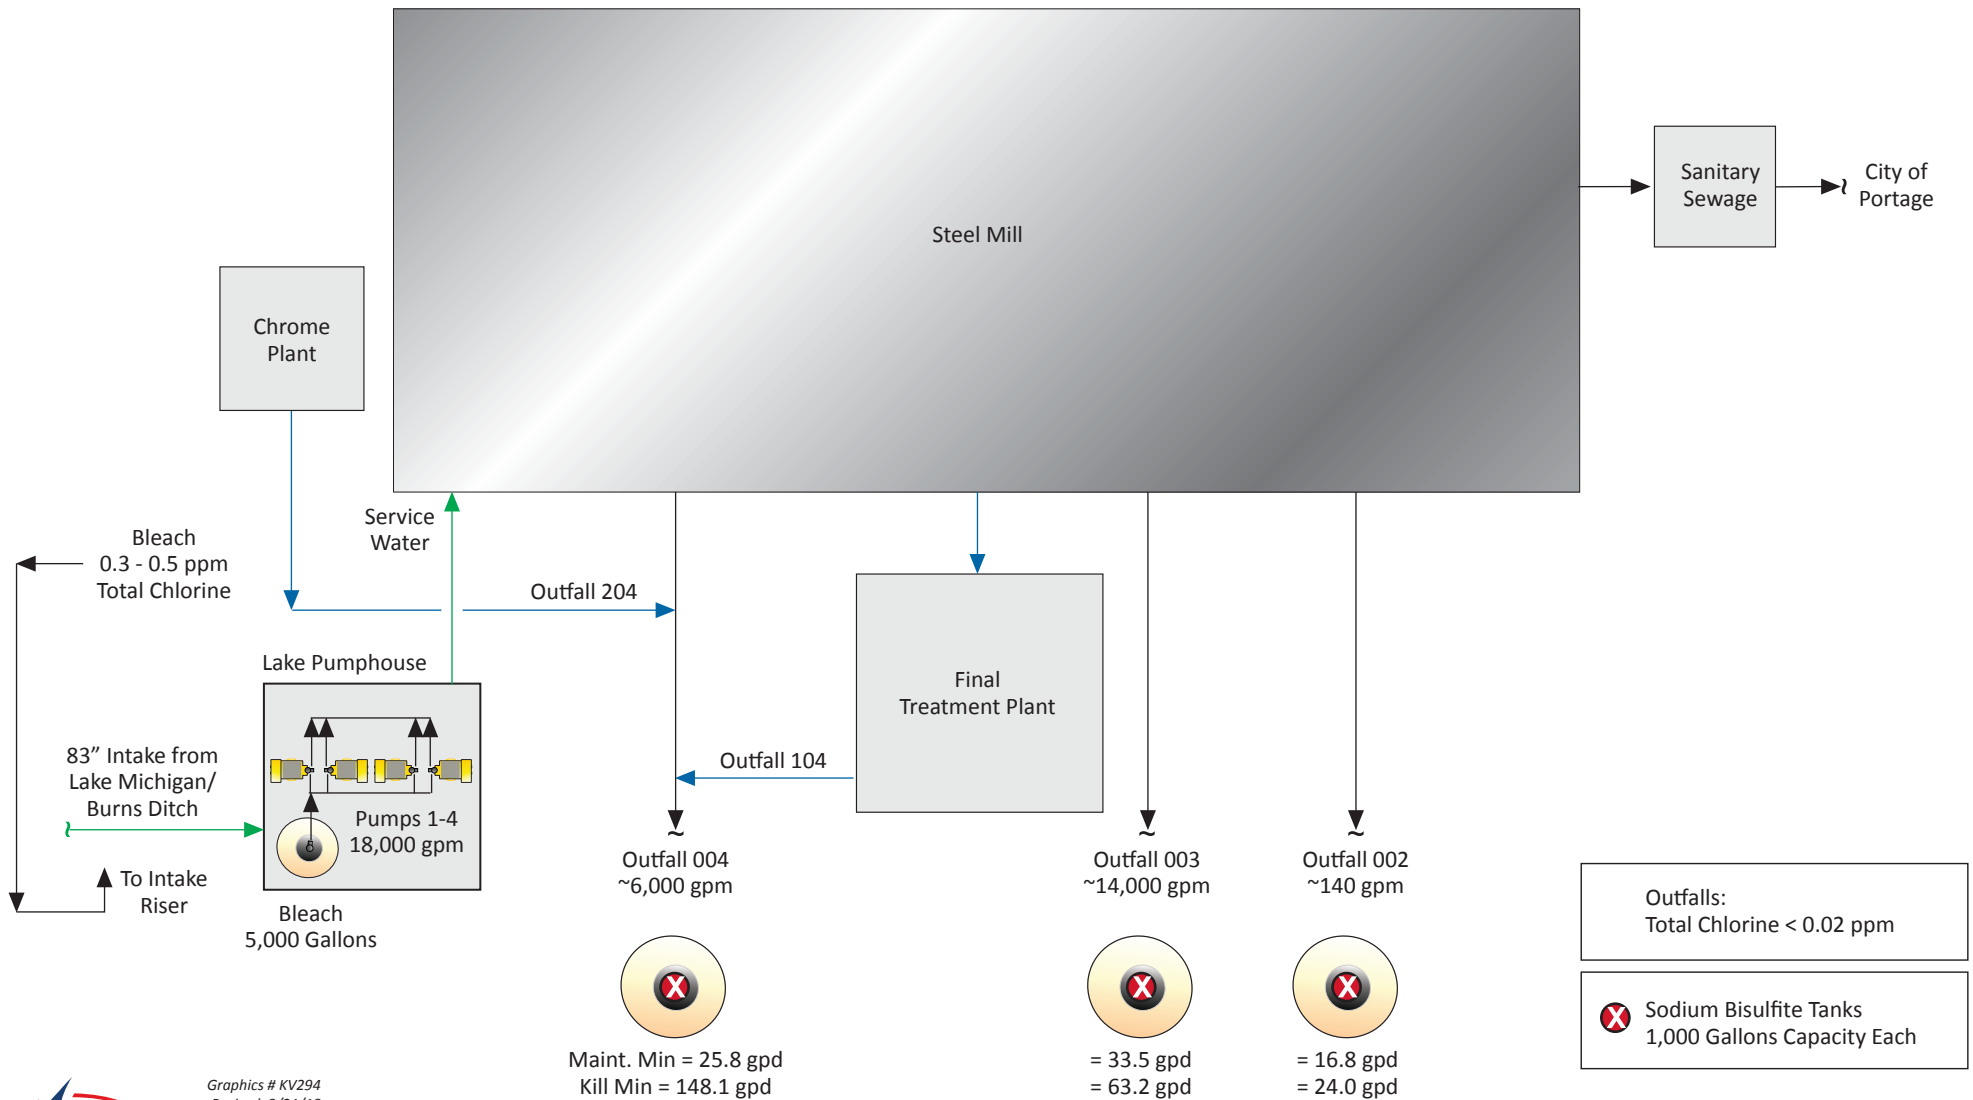 Steel Mill
Sanitary
Sewage
City of
Portage
Chrome
Plant
Service
Water
Bleach
0.3 - 0.5 ppm
Total Chlorine
Outfall 204
Lake Pumphouse
Final
Treatment Plant
83” Intake from
Lake Michigan/
Burns Ditch
Outfall 104
Pumps 1-4
18,000 gpm
To Intake
Riser
Bleach
5,000 Gallons
Outfall 004
~6,000 gpm
Outfall 003
~14,000 gpm
Outfall 002
~140 gpm
Outfalls:
Total Chlorine < 0.02 ppm
X
X
X
X Sodium Bisulfite Tanks
1,000 Gallons Capacity Each
Maint. Min = 25.8 gpd
Kill Min = 148.1 gpd
= 33.5 gpd
= 63.2 gpd
= 16.8 gpd
= 24.0 gpd
Graphics # KV294